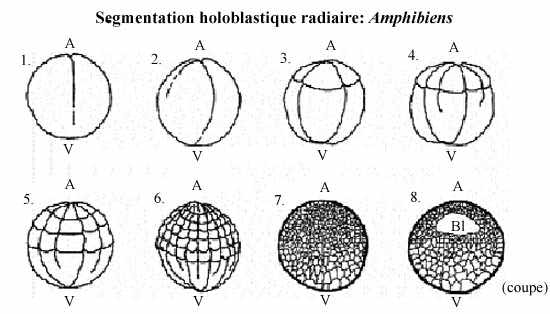 Segmentation holoblastique radiaire: Amphibiens
1. A V
2. A V
3. A V
4. A V
5. A V
6. A V
7. A V
8. A Bl V
(coupe)